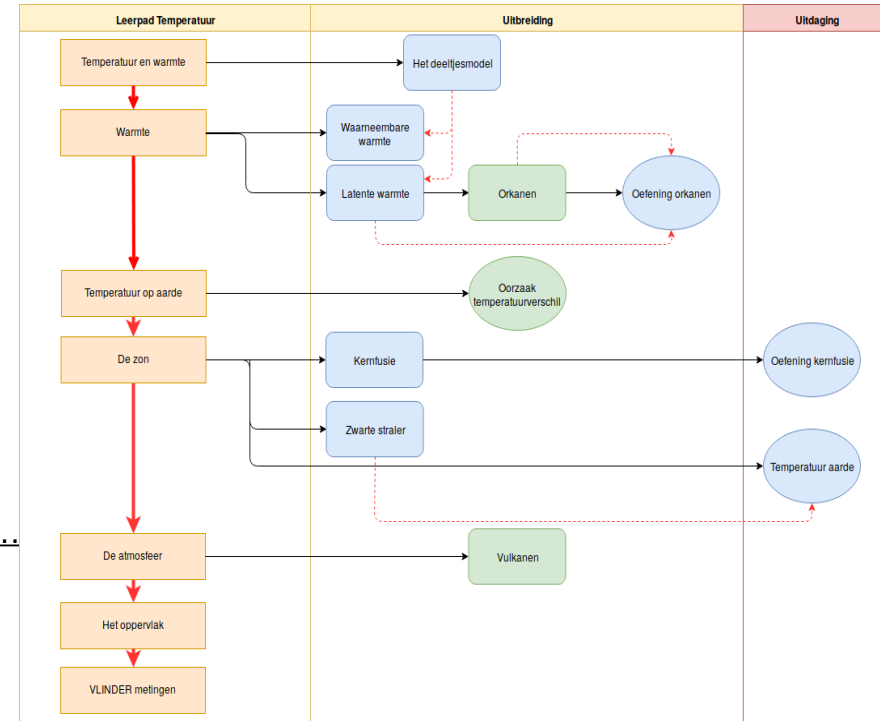 Leerpad Temperatuur
Uitbreiding
Uitdaging
Temperatuur en warmte
Het deeltjesmodel
Warmte
Waarneembare
warmte
Latente warmte
Orkanen
Oefening orkanen
Temperatuur op aarde
Oorzaak
temperatuurverschil
De zon
Kernfusie
Oefening kernfusie
Zwarte straler
Temperatuur aarde
De atmosfeer
Vulkanen
Het oppervlak
VLINDER metingen